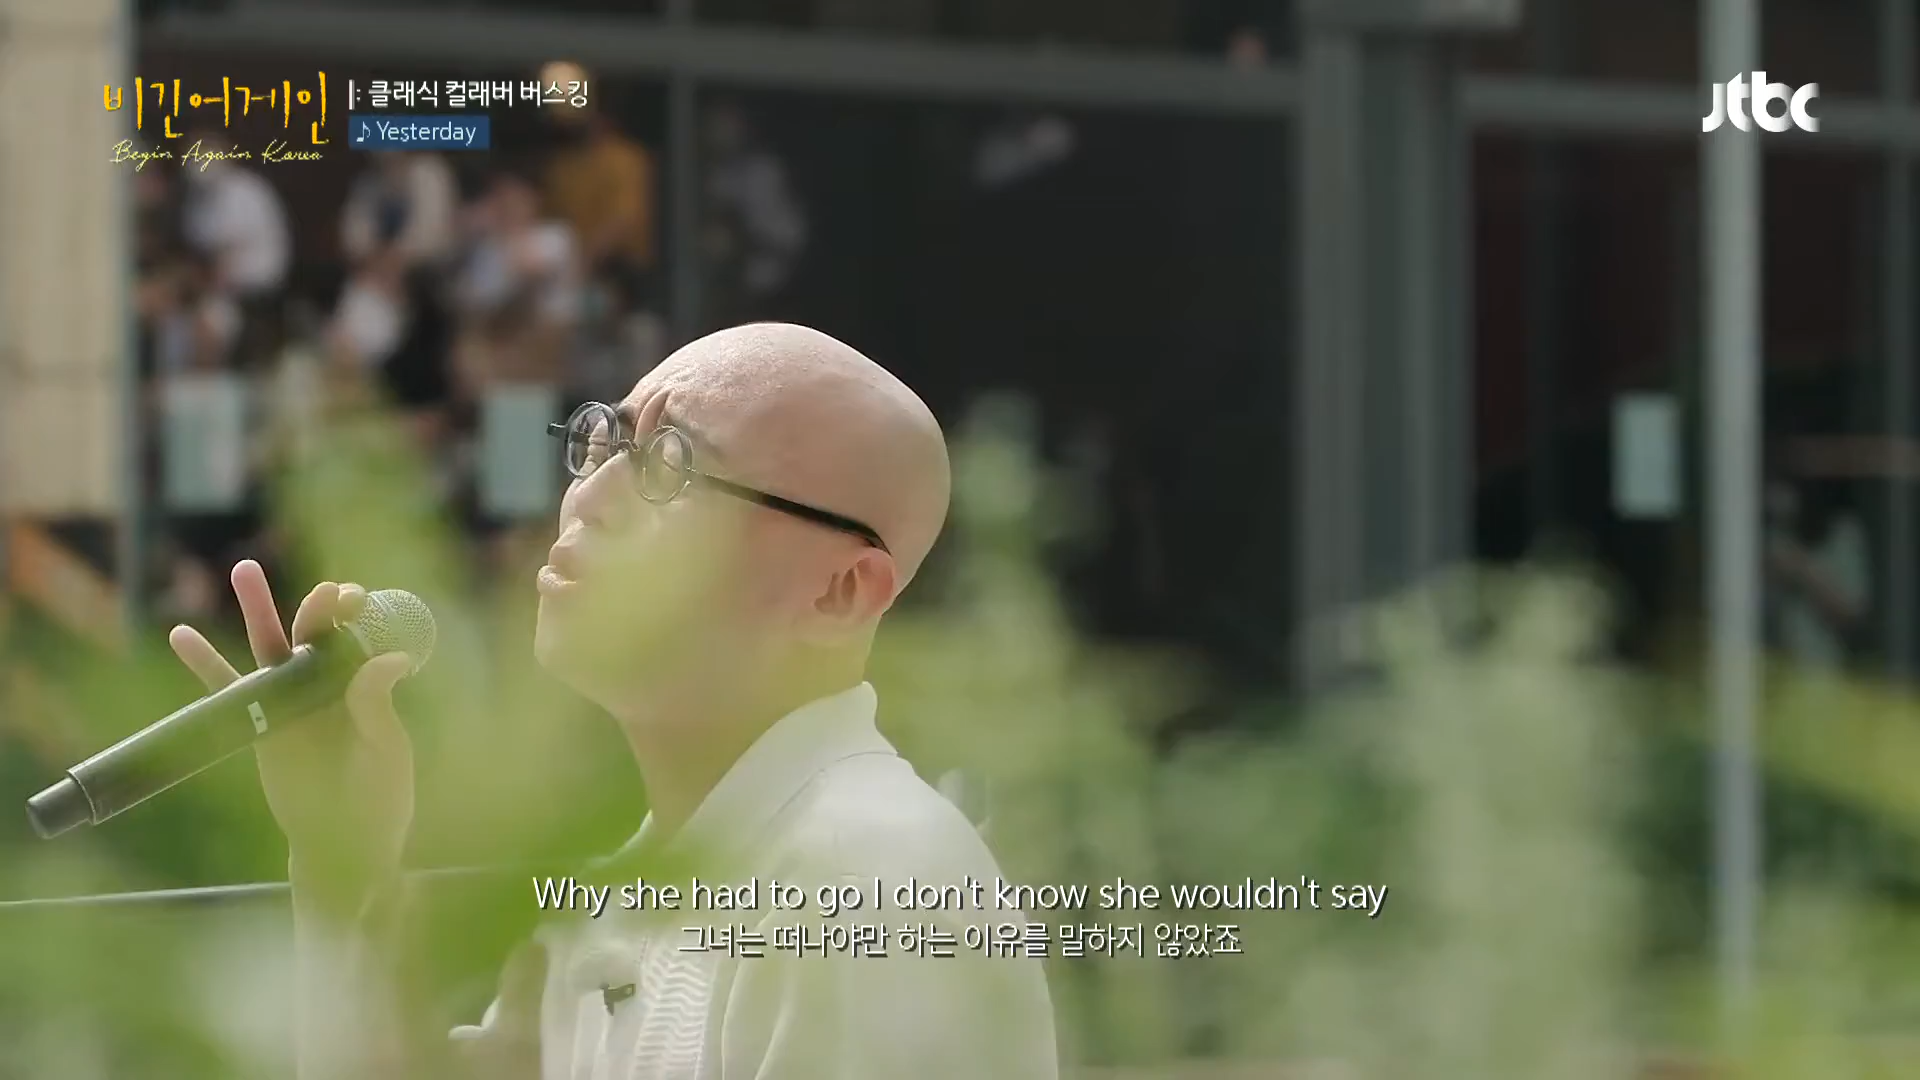 비긴어게인
Begin Again Korea
: 클래식 컬래버 버스킹
♪ Yesterday
jtbc
Why she had to go I don't know she wouldn't say
그녀는 떠나야만 하는 이유를 말하지 않았죠